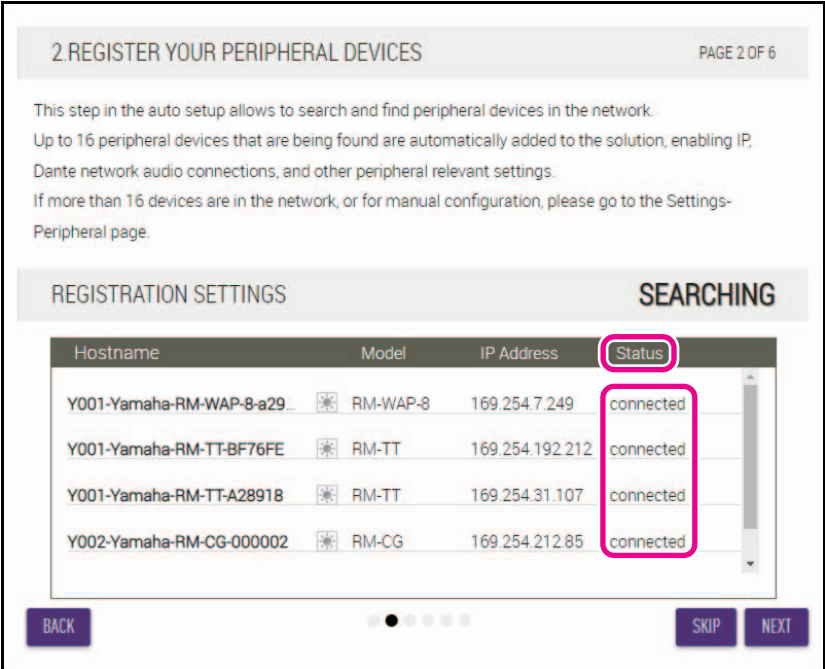 2.REGISTER YOUR PERIPHERAL DEVICES PAGE 2 OF 6
This step in the auto setup allows to search and find peripheral devices in the network.
Up to 16 peripheral devices that are being found are automatically added to the solution, enabling IP,
Dante network audio connections, and other peripheral relevant settings.
If more than 16 devices are in the network, or for manual configuration, please go to the Settings-
Peripheral page.
REGISTRATION SETTINGS SEARCHING
Hostname Model IP Address Status
Y001-Yamaha-RM-WAP-8-a29... RM-WAP-8 169.254.7.249 connected
Y001-Yamaha-RM-TT-BF76FE RM-TT 169.254.192.212 connected
Y001-Yamaha-RM-TT-A28918 RM-TT 169.254.31.107 connected
Y002-Yamaha-RM-CG-000002 RM-CG 169.254.212.85 connected
BACK SKIP NEXT